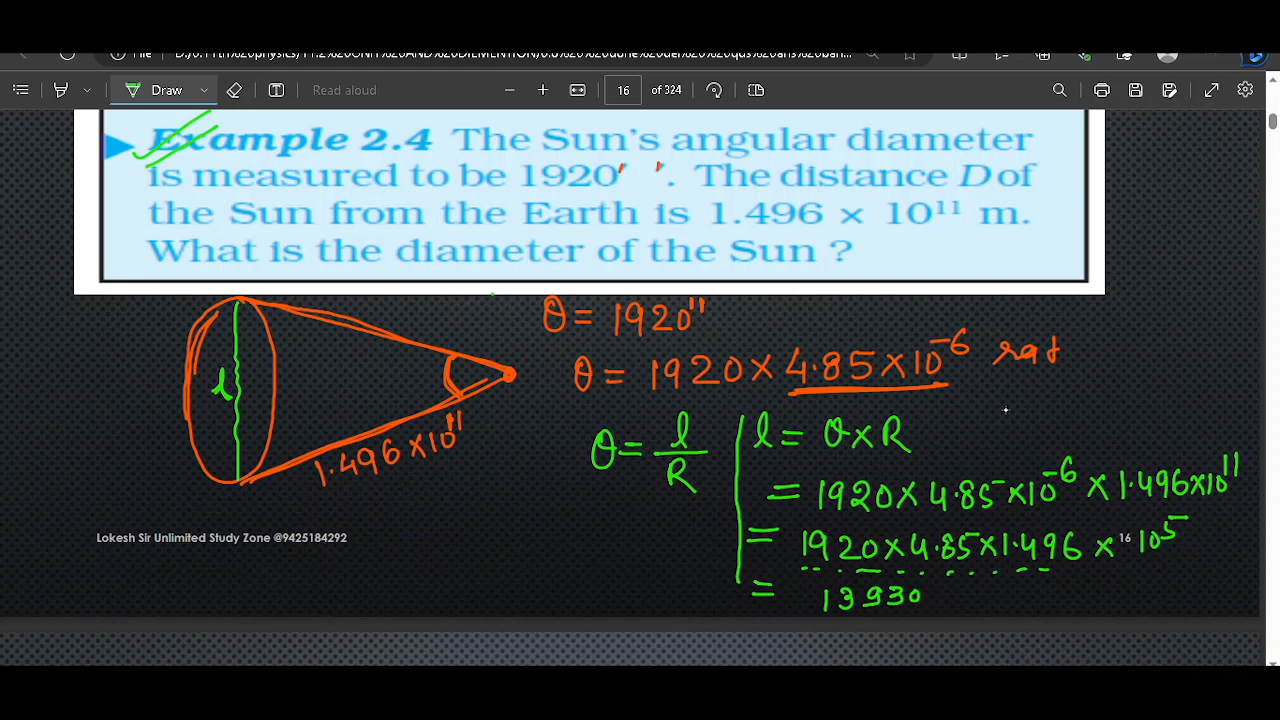 Draw
Read aloud
16 of 324
Example 2.4 The Sun's angular diameter
is measured to be 1920′ ′. The distance D of
the Sun from the Earth is 1.496 × 10¹¹ m.
What is the diameter of the Sun ?
θ = 1920"
θ = 1920 × 4.85 × 10⁻⁶ rad
l
1.496 × 10¹¹
θ = l/R
l = θ × R
= 1920 × 4.85 × 10⁻⁶ × 1.496 × 10¹¹
= 1920 × 4.85 × 1.496 × 10⁵
= 13930
Lokesh Sir Unlimited Study Zone @9425184292
16